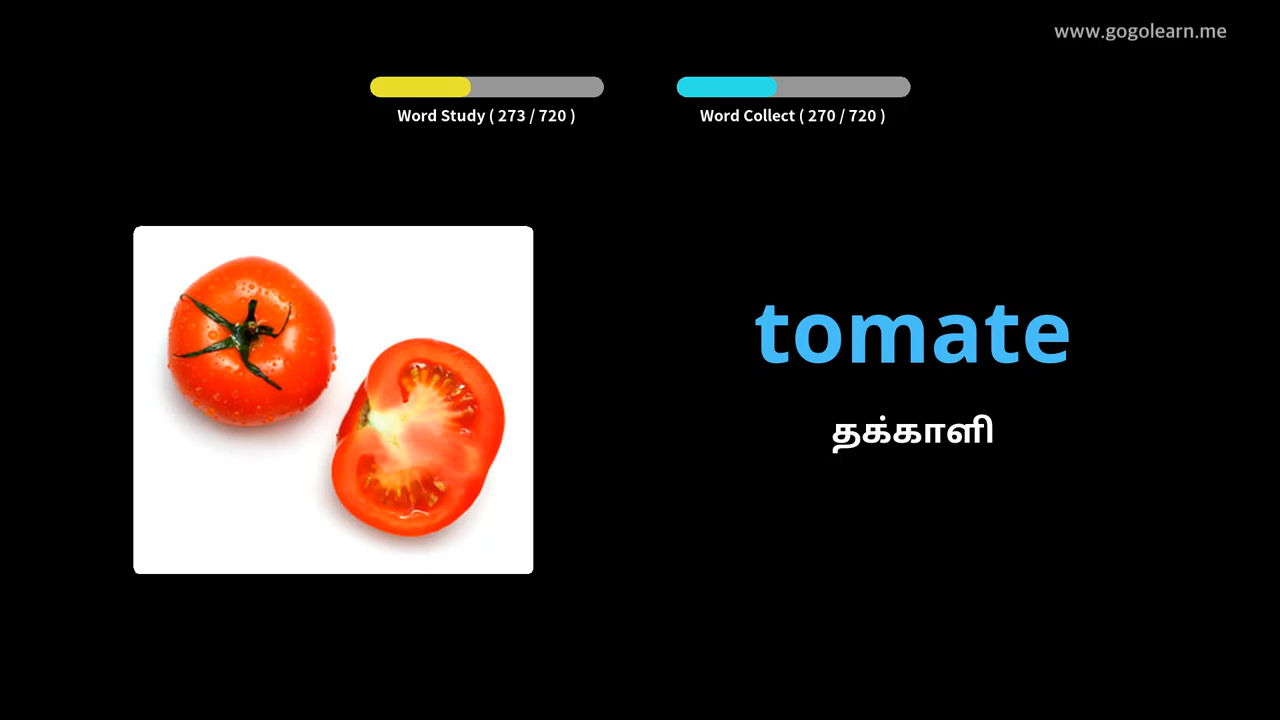 www.gogolearn.me
Word Study ( 273 / 720 )
Word Collect ( 270 / 720 )
tomate
தக்காளி